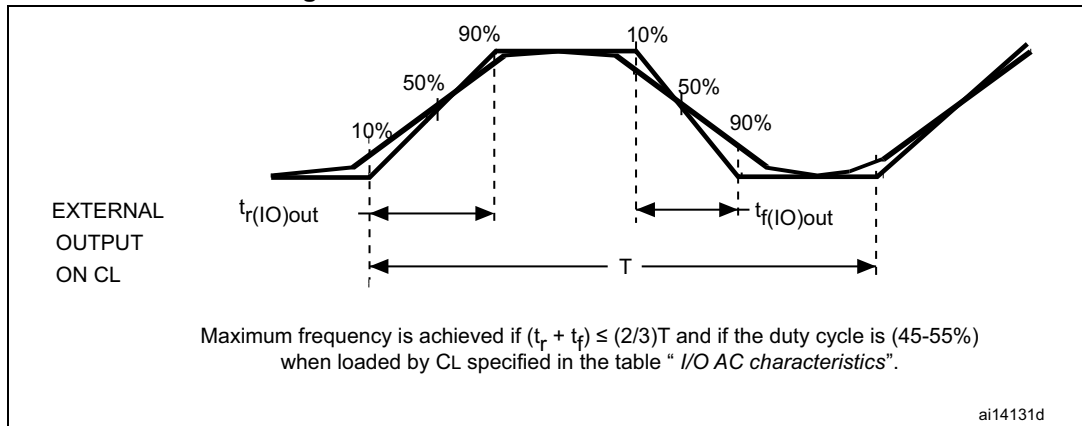 90% 10%
50% 50%
10% 90%
EXTERNAL
OUTPUT
ON CL
tr(IO)out
tf(IO)out
T
Maximum frequency is achieved if (tr + tf) ≤ (2/3)T and if the duty cycle is (45-55%)
when loaded by CL specified in the table “ I/O AC characteristics”.
ai14131d